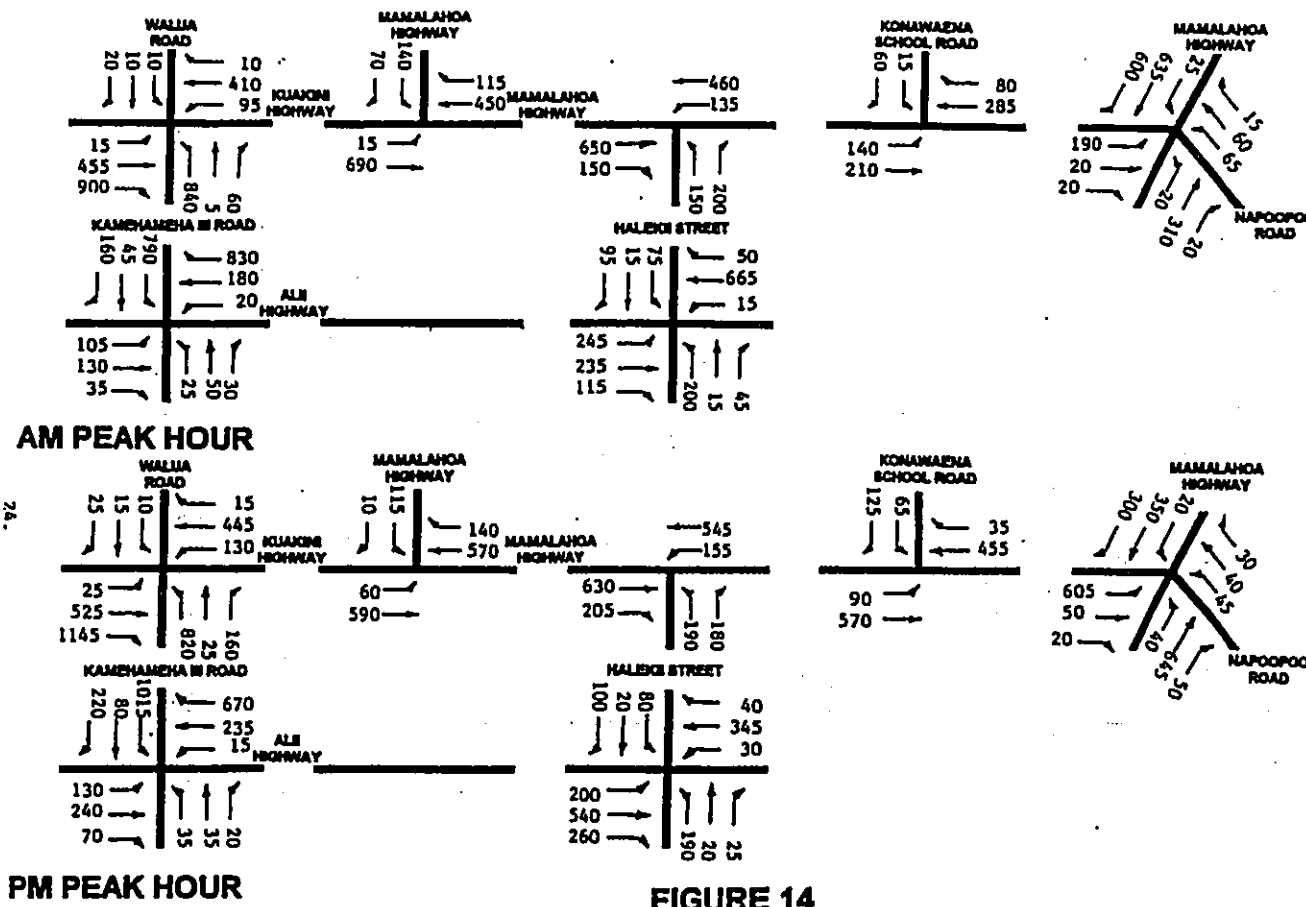 WALUA
ROAD
MAMALAHOA
HIGHWAY
KONAWAENA
SCHOOL ROAD
MAMALAHOA
HIGHWAY
20 10 10
10
410
95
KUAKINI
HIGHWAY
15
455
900
840 5 60
70 140
115
450
MAMALAHOA
HIGHWAY
15
690
460
135
650
150
150 200
60 15
80
285
140
210
600 635 25
15
60
65
190
20
20
20 310 20
NAPOOPOO
ROAD
KAMEHAMEHA III ROAD
160 45 790
830
180
20
ALII
HIGHWAY
105
130
35
25 50 30
HALEKII STREET
95 15 75
50
665
15
245
235
115
200 15 45
AM PEAK HOUR
24.
WALUA
ROAD
MAMALAHOA
HIGHWAY
KONAWAENA
SCHOOL ROAD
MAMALAHOA
HIGHWAY
25 15 10
15
445
130
KUAKINI
HIGHWAY
25
525
1145
820 25 160
10 115
140
570
MAMALAHOA
HIGHWAY
60
590
545
155
630
205
190 180
125 65
35
455
90
570
300 350 20
30
40
45
605
50
20
40 645 50
NAPOOPOO
ROAD
KAMEHAMEHA III ROAD
220 80 1015
670
235
15
ALII
HIGHWAY
130
240
70
35 35 20
HALEKII STREET
100 20 80
40
345
30
200
540
260
190 20 25
PM PEAK HOUR
FIGURE 14